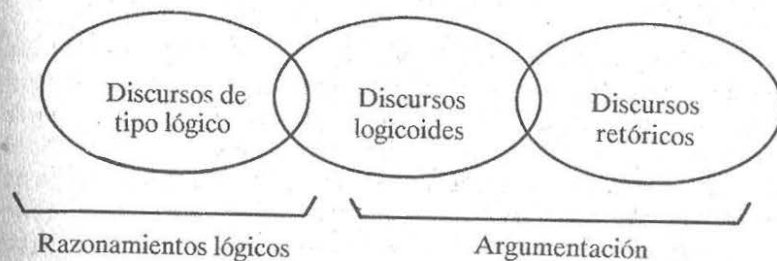 Discursos de
tipo lógico
Discursos
logicoides
Discursos
retóricos
Razonamientos lógicos
Argumentación